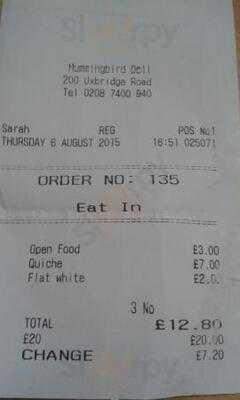 Sluurpy
Hummingbird Deli
200 Uxbridge Road
Tel 0208 7400 940
Sarah REG POS No1
THURSDAY 6 AUGUST 2015 16:51 025071
ORDER NO: 135
Eat In
Open Food £3.00
Quiche £7.00
Flat white
3 No
TOTAL £12.80
£20 £20.00
CHANGE £7.20